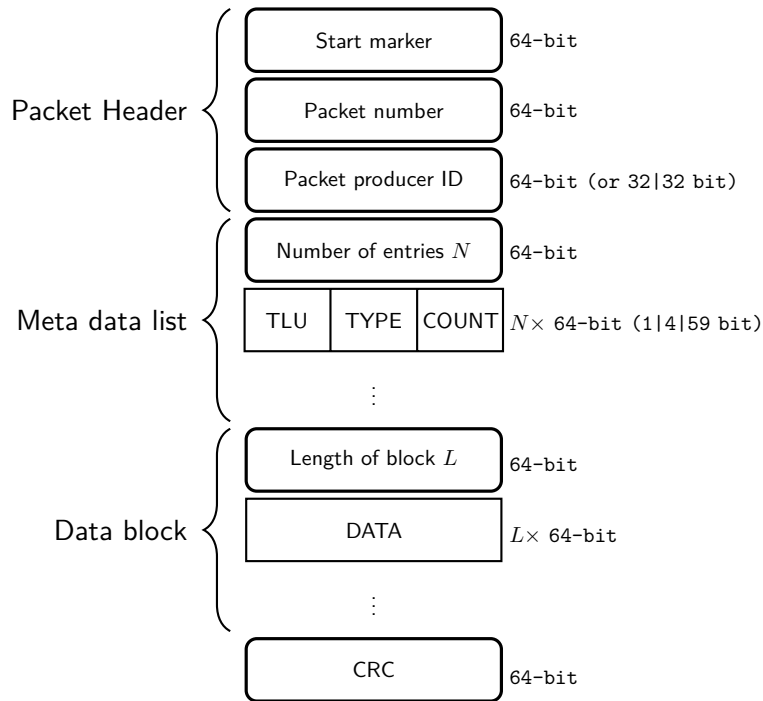 Start marker 64-bit
Packet Header Packet number 64-bit
Packet producer ID 64-bit (or 32|32 bit)
Number of entries N 64-bit
Meta data list TLU TYPE COUNT N× 64-bit (1|4|59 bit)
⋮
Length of block L 64-bit
Data block DATA L× 64-bit
⋮
CRC 64-bit